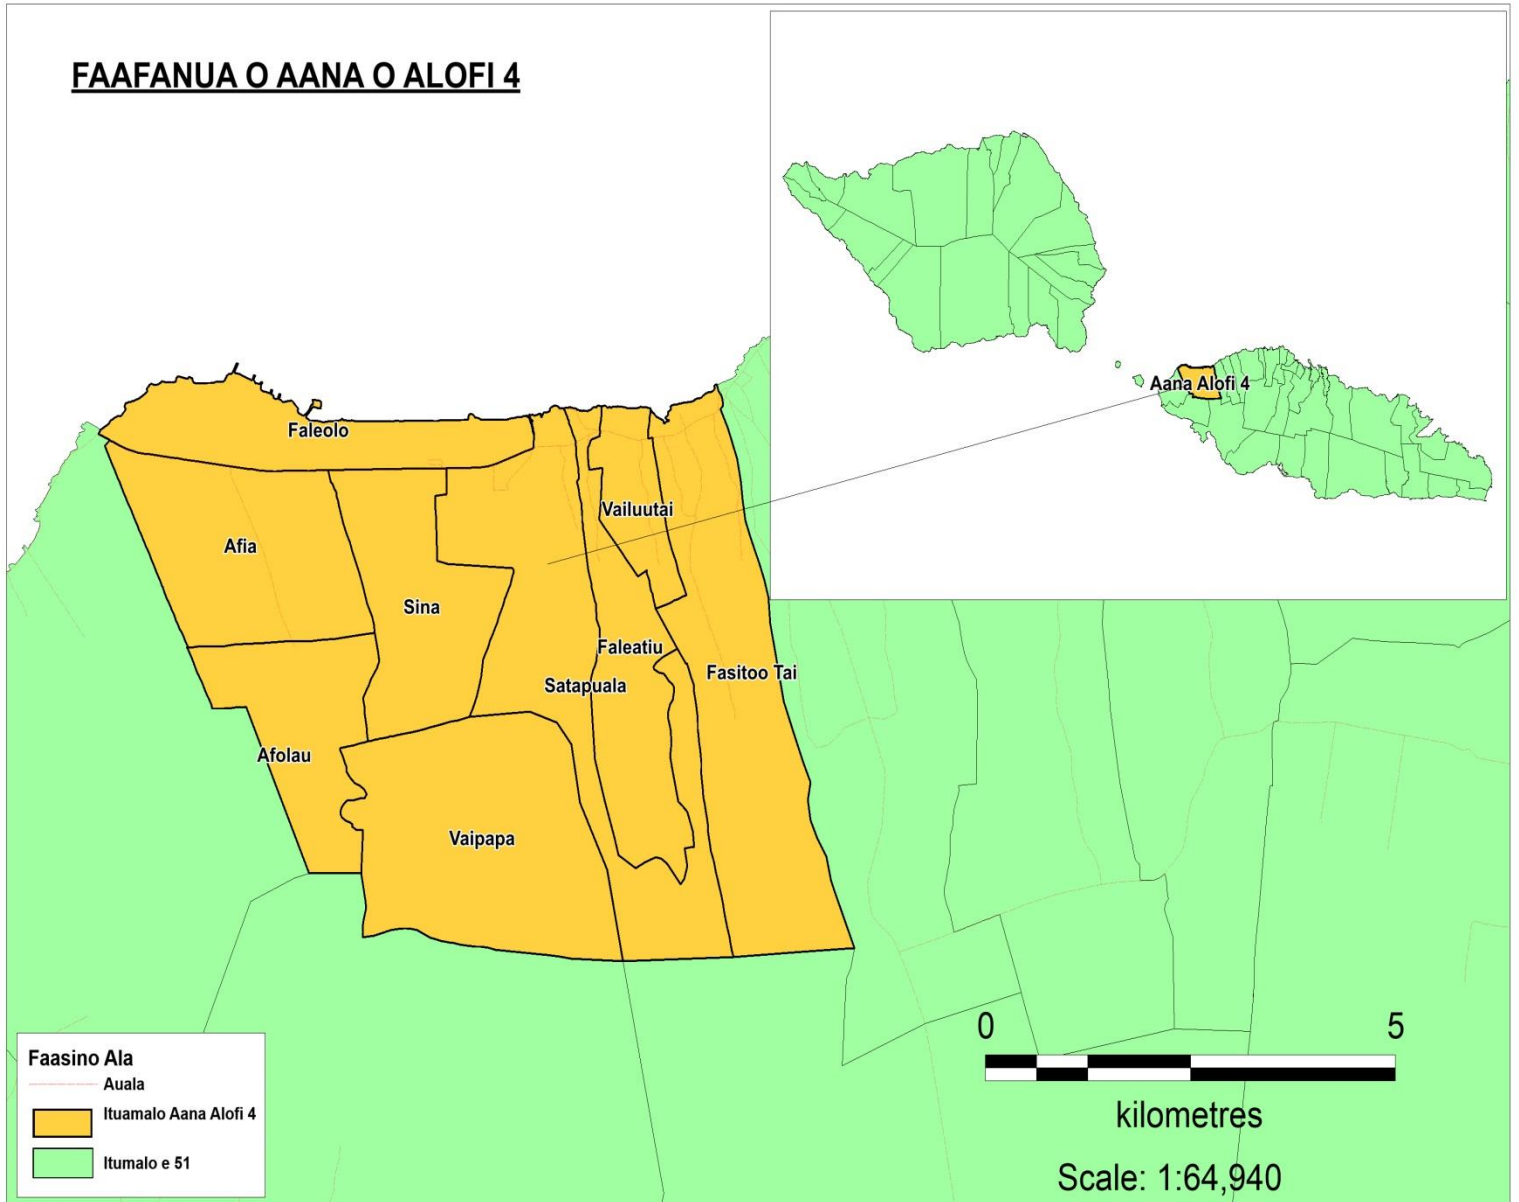 FAAFANUA O AANA O ALOFI 4
Aana Alofi 4
Faleolo
Vailuutai
Afia
Sina
Faleatiu
Fasitoo Tai
Satapuala
Afolau
Vaipapa
0 5
kilometres
Scale: 1:64,940
Faasino Ala
Auala
Ituamalo Aana Alofi 4
Itumalo e 51